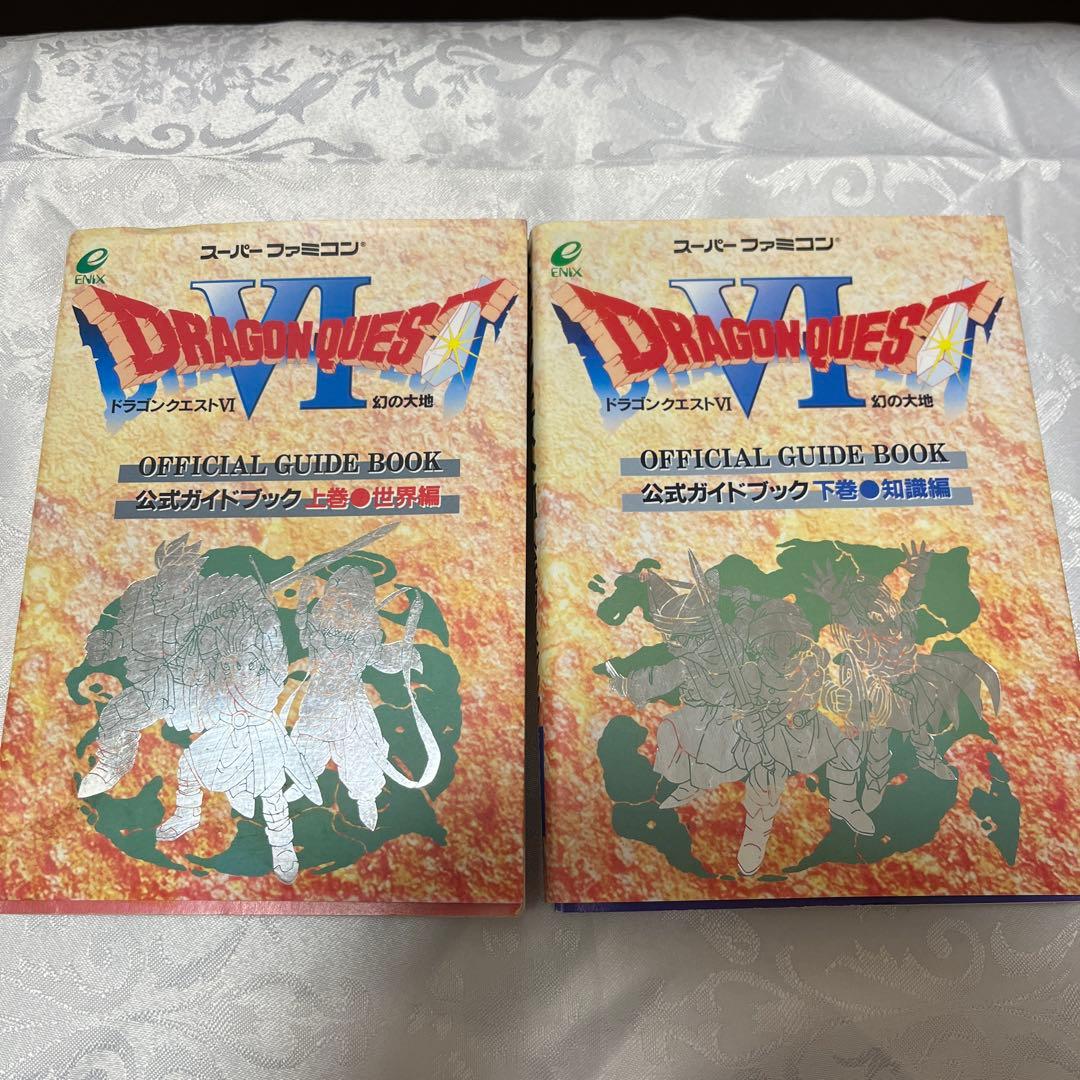 スーパーファミコン®
e
ENIX
VI
DRAGON QUEST
ドラゴンクエストVI 幻の大地
OFFICIAL GUIDE BOOK
公式ガイドブック 上巻●世界編
スーパーファミコン®
e
ENIX
VI
DRAGON QUEST
ドラゴンクエストVI 幻の大地
OFFICIAL GUIDE BOOK
公式ガイドブック 下巻●知識編